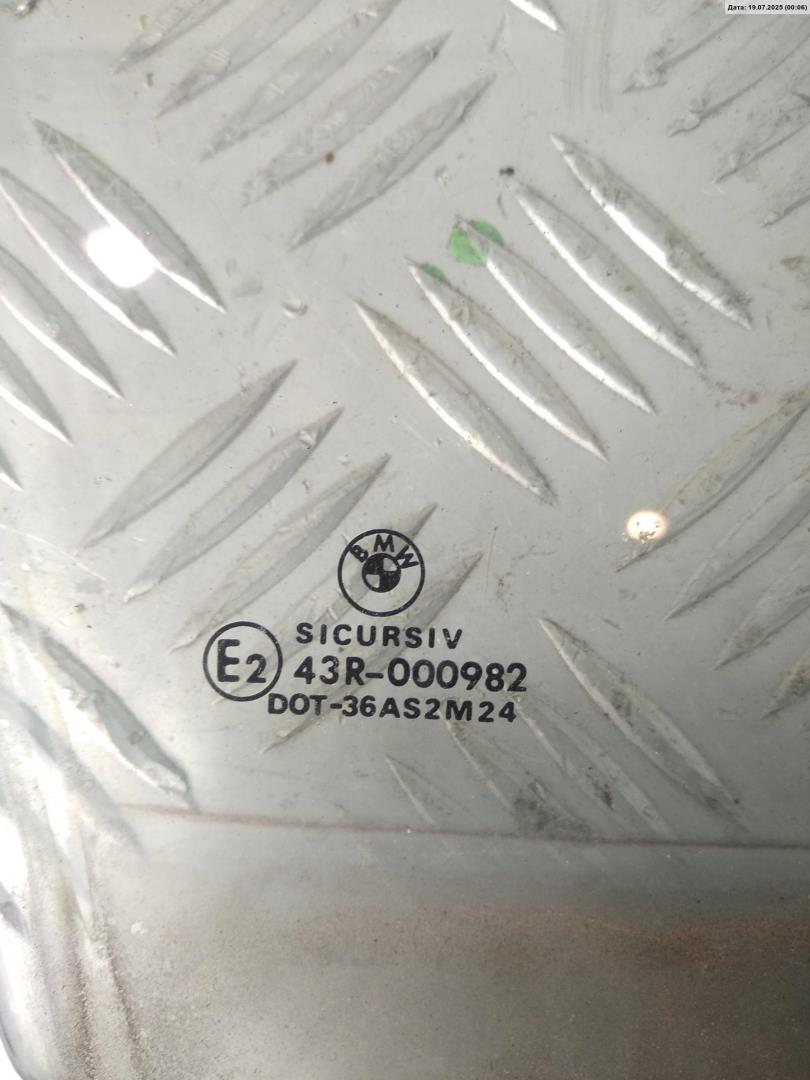 Дата: 19.07.2025 (00:06)
BMW
SICURSIV
E2 43R-000982
DOT-36AS2M24